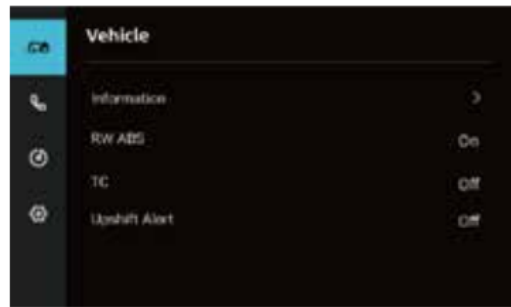 Vehicle
Information
RW ABS On
TC Off
Upshift Alert Off